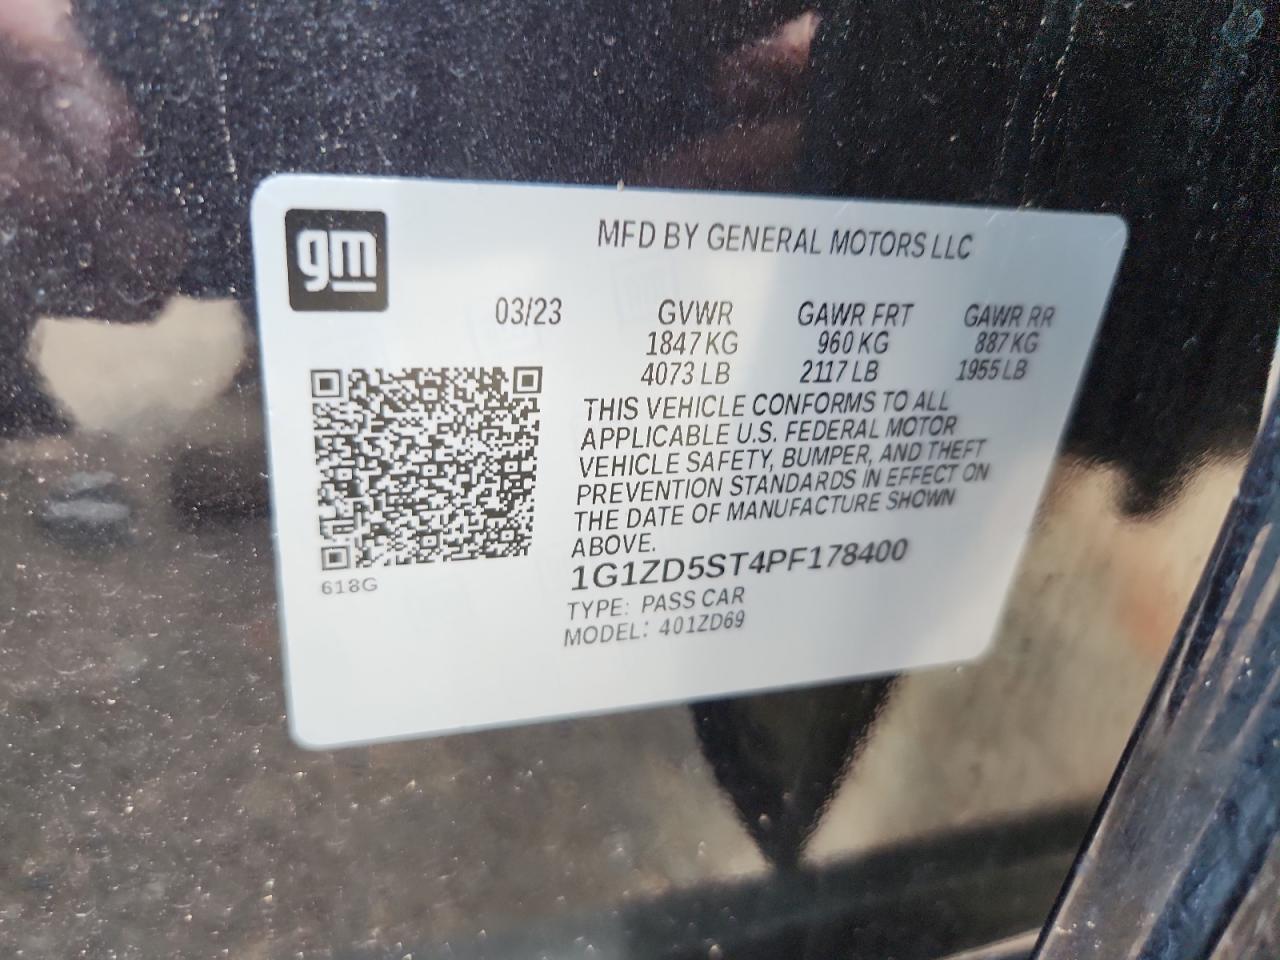 gm
MFD BY GENERAL MOTORS LLC
03/23 GVWR GAWR FRT GAWR RR
1847 KG 960 KG 887 KG
4073 LB 2117 LB 1955 LB
THIS VEHICLE CONFORMS TO ALL
APPLICABLE U.S. FEDERAL MOTOR
VEHICLE SAFETY, BUMPER, AND THEFT
PREVENTION STANDARDS IN EFFECT ON
THE DATE OF MANUFACTURE SHOWN
ABOVE.
618G
1G1ZD5ST4PF178400
TYPE: PASS CAR
MODEL: 401ZD69